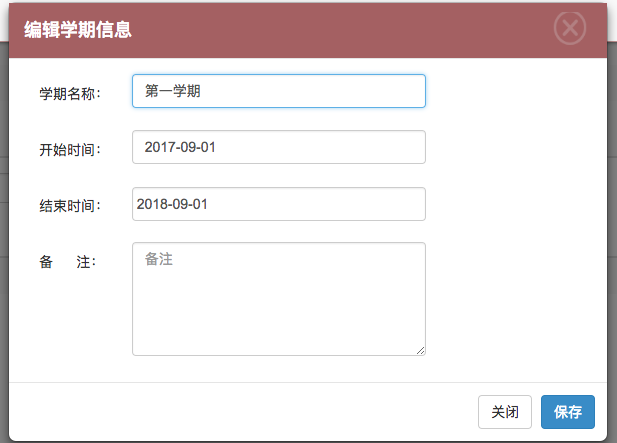 编辑学期信息
学期名称： 第一学期
开始时间： 2017-09-01
结束时间： 2018-09-01
备 注： 备注
关闭 保存